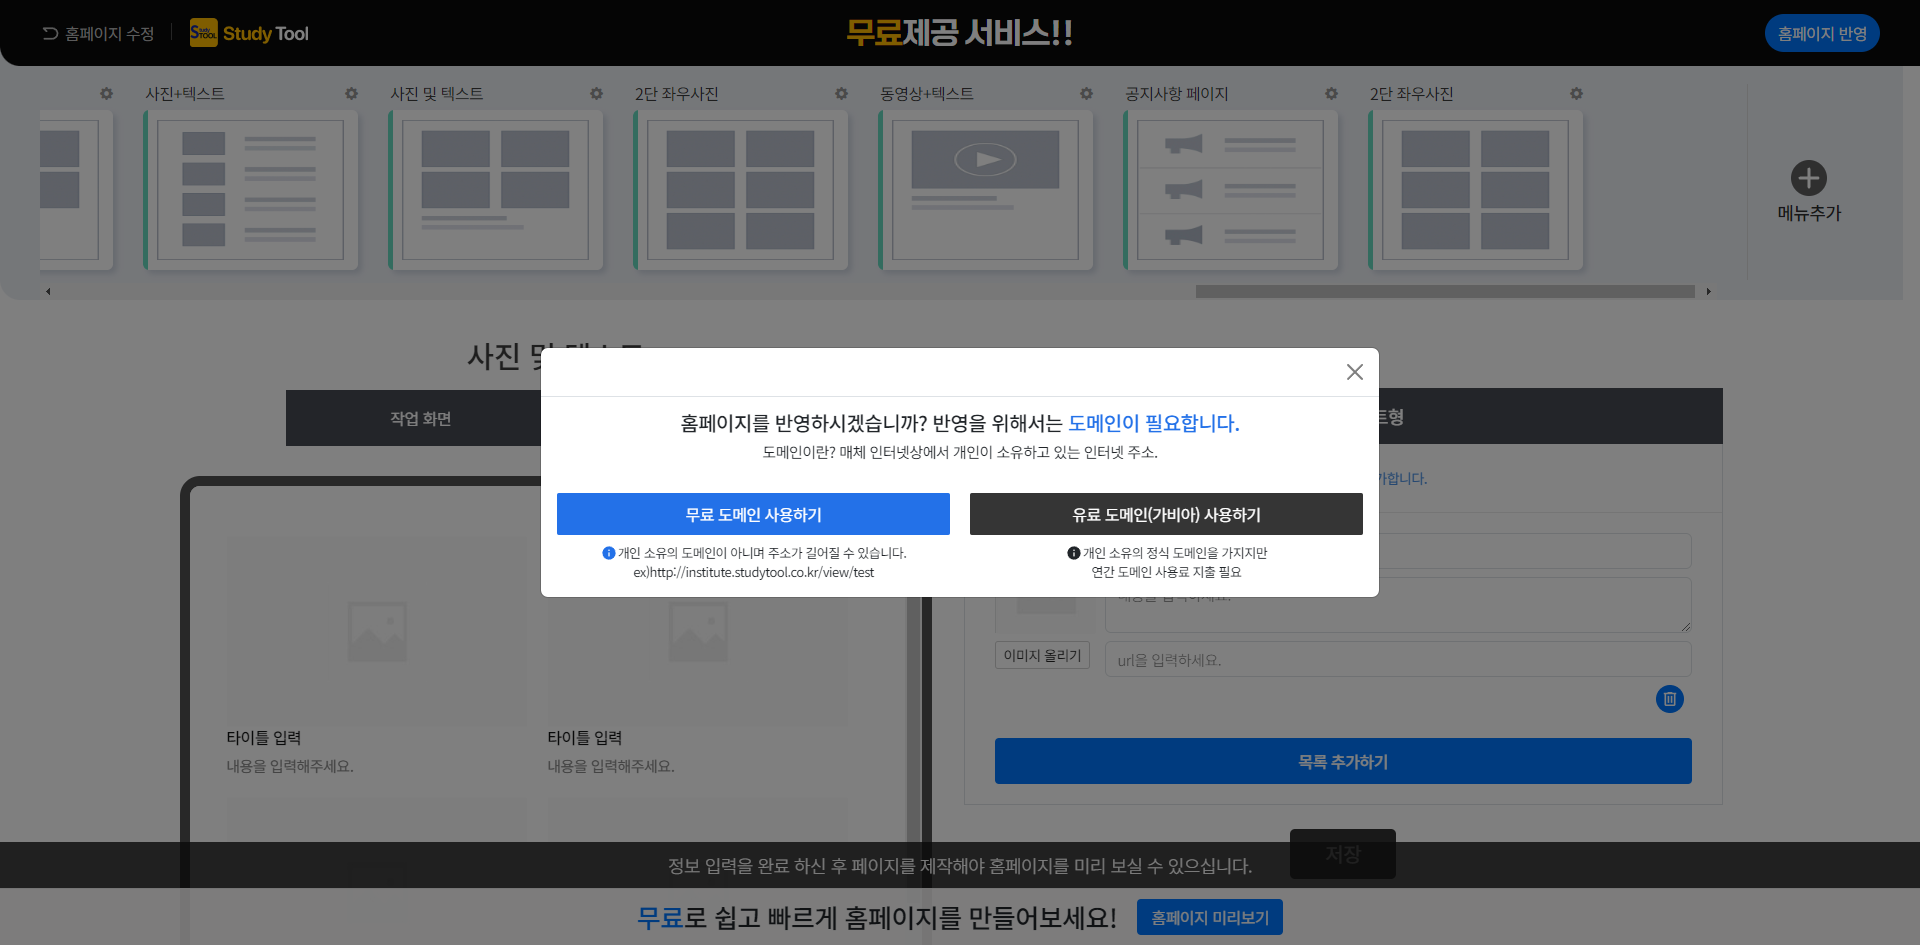 홈페이지 수정
Study TOOL Study Tool
무료제공 서비스!!
홈페이지 반영
사진+텍스트
사진 및 텍스트
2단 좌우사진
동영상+텍스트
공지사항 페이지
2단 좌우사진
메뉴추가
사진 및 텍스트
작업 화면
트형
홈페이지를 반영하시겠습니까? 반영을 위해서는 도메인이 필요합니다.
도메인이란? 매체 인터넷상에서 개인이 소유하고 있는 인터넷 주소.
가합니다.
무료 도메인 사용하기
개인 소유의 도메인이 아니며 주소가 길어질 수 있습니다.
ex)http://institute.studytool.co.kr/view/test
유료 도메인(가비아) 사용하기
개인 소유의 정식 도메인을 가지지만
연간 도메인 사용료 지출 필요
내용을 입력하세요.
이미지 올리기
url을 입력하세요.
타이틀 입력
내용을 입력해주세요.
타이틀 입력
내용을 입력해주세요.
목록 추가하기
저장
정보 입력을 완료 하신 후 페이지를 제작해야 홈페이지를 미리 보실 수 있으십니다.
무료로 쉽고 빠르게 홈페이지를 만들어보세요!
홈페이지 미리보기